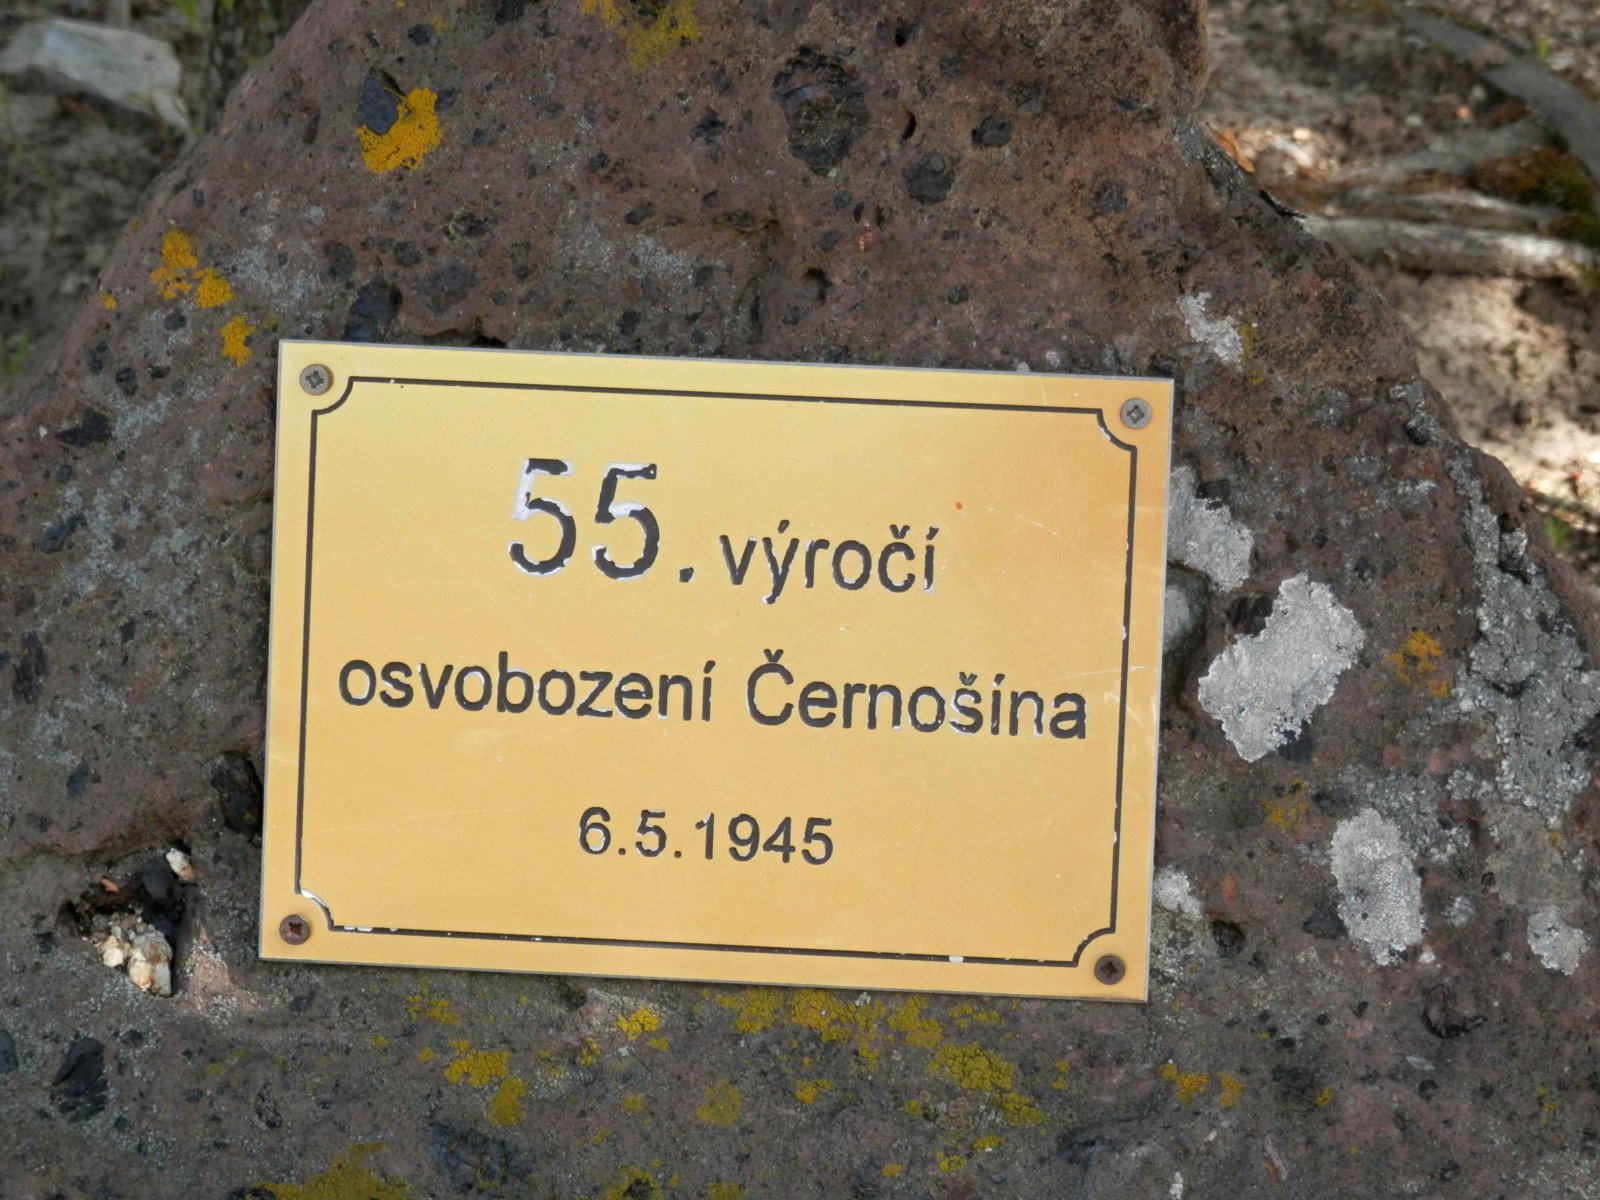 55. výročí
osvobození Černošína
6.5.1945